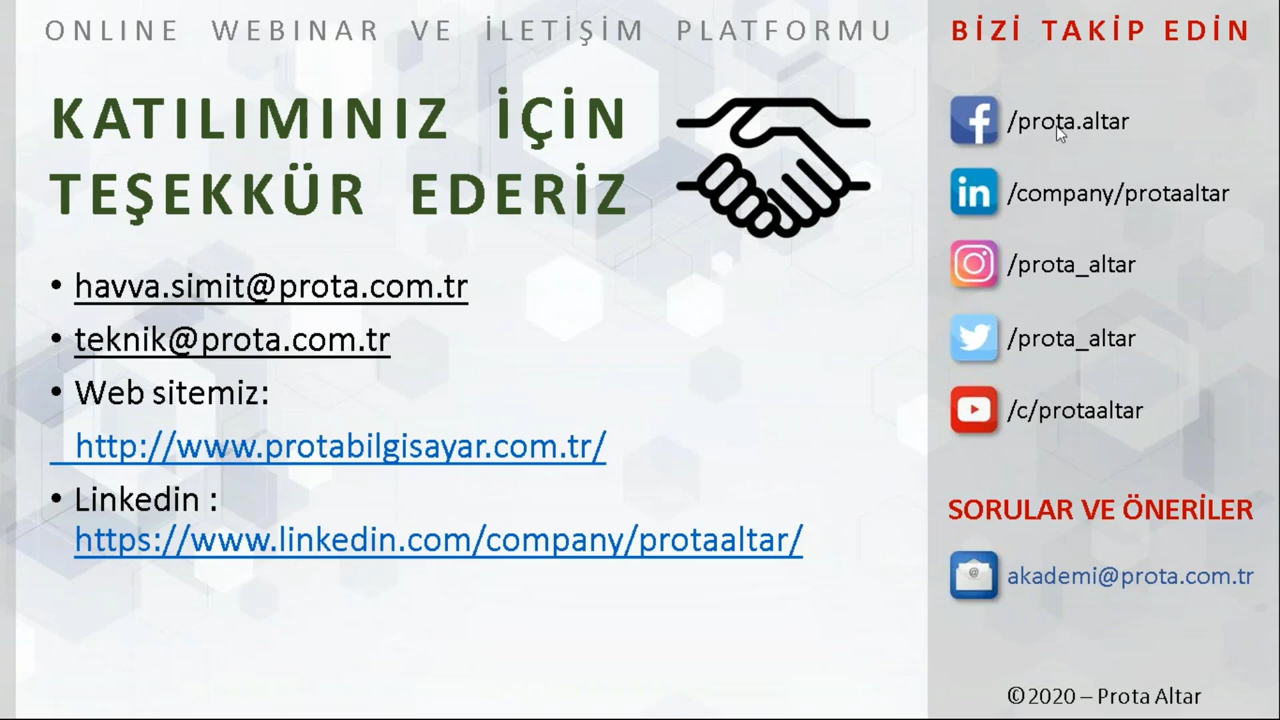 ONLINE WEBINAR VE İLETİŞİM PLATFORMU
KATILIMINIZ İÇİN
TEŞEKKÜR EDERİZ
• havva.simit@prota.com.tr
• teknik@prota.com.tr
• Web sitemiz:
http://www.protabilgisayar.com.tr/
• Linkedin :
https://www.linkedin.com/company/protaaltar/
BİZİ TAKİP EDİN
/prota.altar
/company/protaaltar
/prota_altar
/prota_altar
/c/protaaltar
SORULAR VE ÖNERİLER
akademi@prota.com.tr
©2020 – Prota Altar